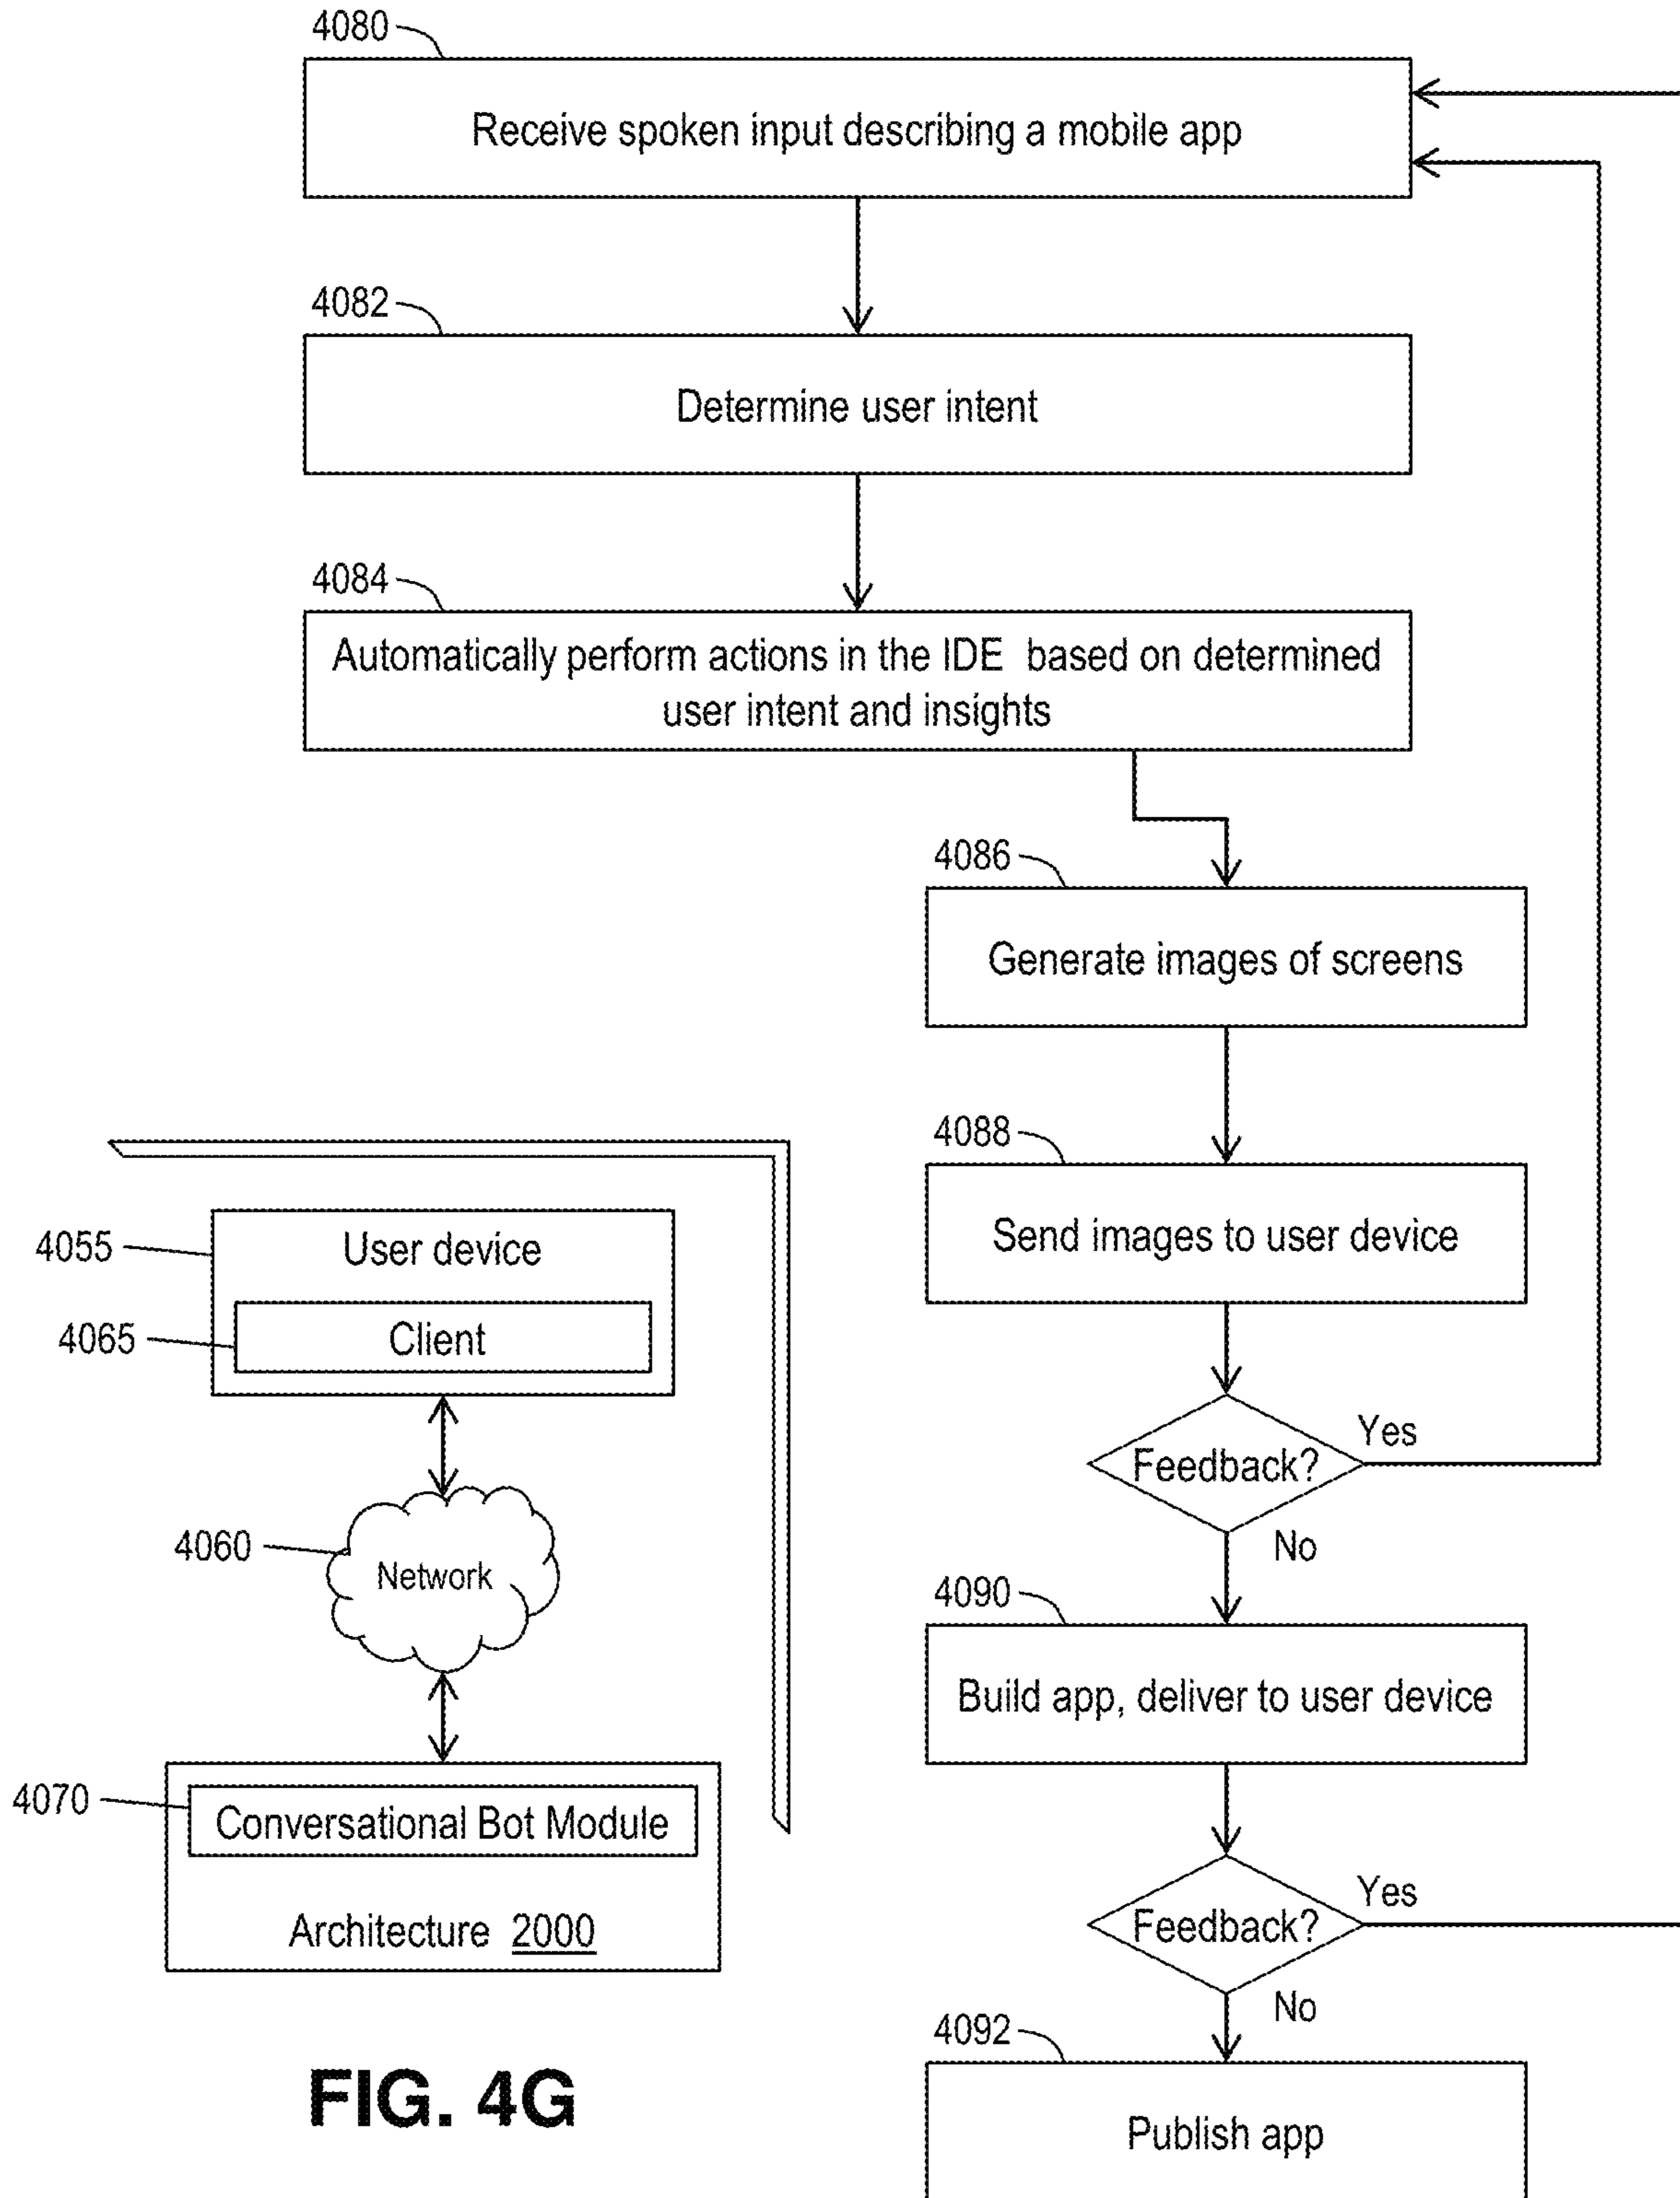 4080
Receive spoken input describing a mobile app
4082
Determine user intent
4084
Automatically perform actions in the IDE based on determined
user intent and insights
4086
Generate images of screens
4088
Send images to user device
Feedback?
Yes
No
4090
Build app, deliver to user device
Feedback?
Yes
No
4092
Publish app
4055
User device
4065
Client
4060
Network
4070
Conversational Bot Module
Architecture 2000
FIG. 4G